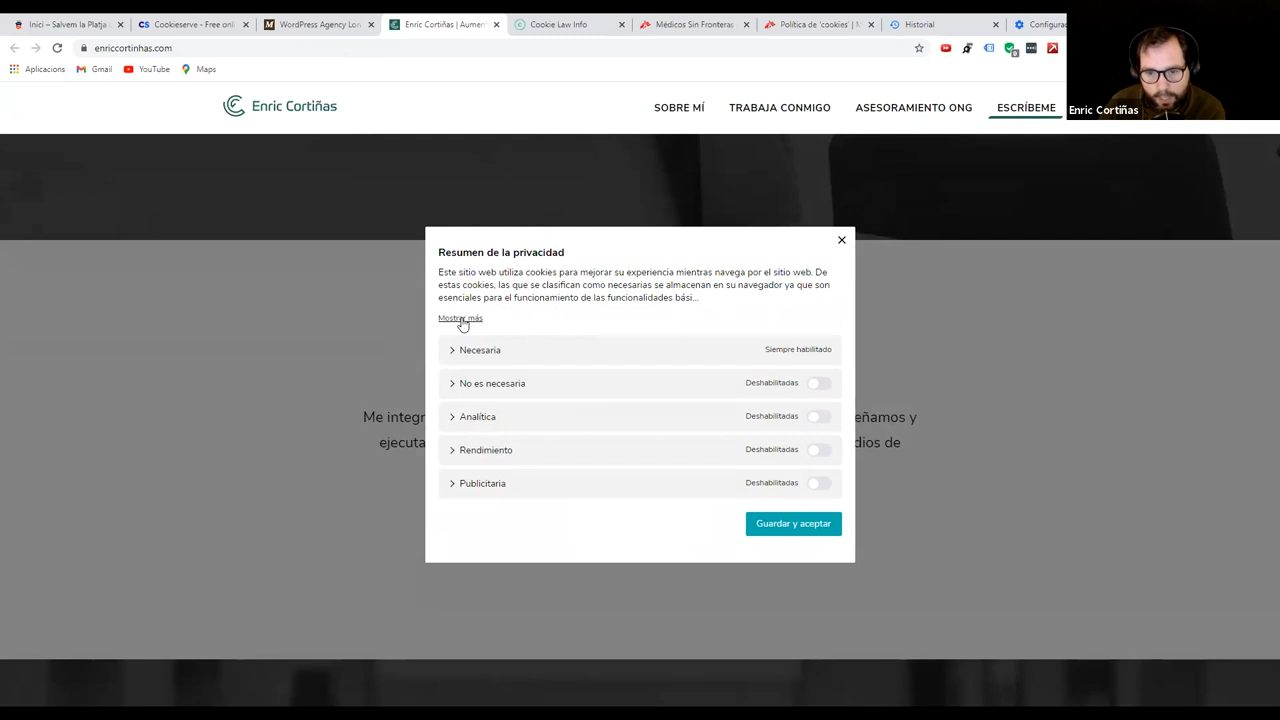 Inici – Salvem la Platja
Cookieserve - Free onli
WordPress Agency Lon
Enric Cortiñas | Aumen
Cookie Law Info
Médicos Sin Fronteras
Política de 'cookies' | M
Historial
Configura
enriccortinhas.com
Aplicacions
Gmail
YouTube
Maps
Enric Cortiñas
SOBRE MÍ
TRABAJA CONMIGO
ASESORAMIENTO ONG
ESCRÍBEME
Enric Cortiñas
Resumen de la privacidad
Este sitio web utiliza cookies para mejorar su experiencia mientras navega por el sitio web. De
estas cookies, las que se clasifican como necesarias se almacenan en su navegador ya que son
esenciales para el funcionamiento de las funcionalidades bási...
Mostrar más
Necesaria Siempre habilitado
No es necesaria Deshabilitadas
Analítica Deshabilitadas
Rendimiento Deshabilitadas
Publicitaria Deshabilitadas
Guardar y aceptar
Me integr
eñamos y
ejecuta
dios de